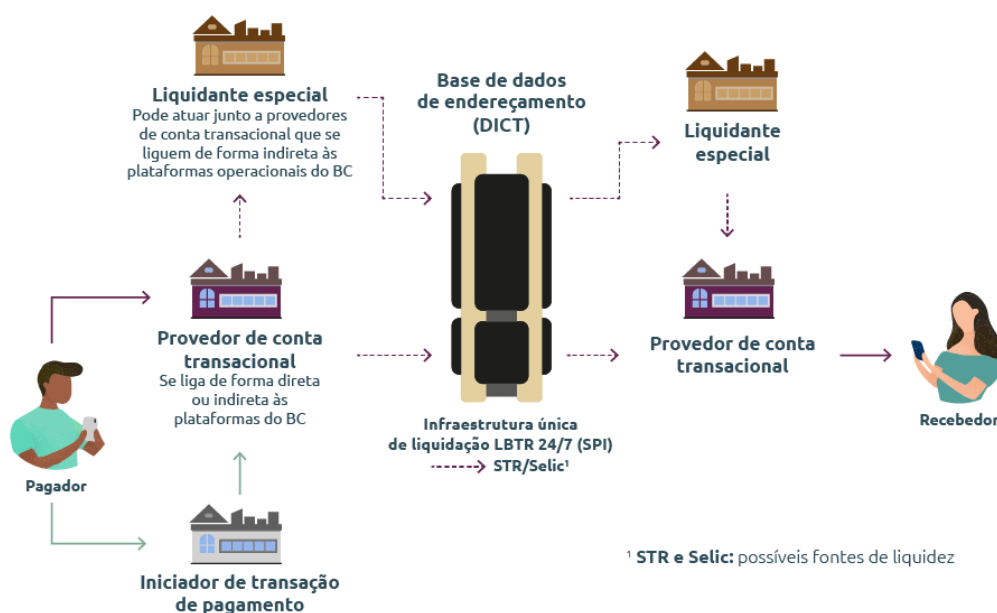 Liquidante especial
Pode atuar junto a provedores
de conta transacional que se
liguem de forma indireta às
plataformas operacionais do BC
Base de dados
de endereçamento
(DICT)
Liquidante
especial
Provedor de conta
transacional
Se liga de forma direta
ou indireta às
plataformas do BC
Provedor de conta
transacional
Infraestrutura única
de liquidação LBTR 24/7 (SPI)
STR/Selic¹
Pagador
Recebedor
Iniciador de transação
de pagamento
¹ STR e Selic: possíveis fontes de liquidez